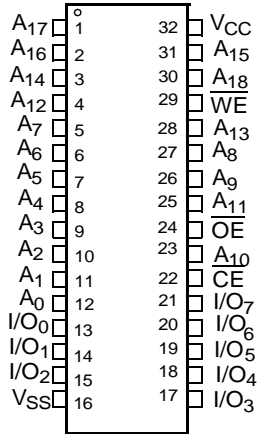 A17 1 32 VCC
A16 2 31 A15
A14 3 30 A18
A12 4 29 WE
A7 5 28 A13
A6 6 27 A8
A5 7 26 A9
A4 8 25 A11
A3 9 24 OE
A2 10 23 A10
A1 11 22 CE
A0 12 21 I/O7
I/O0 13 20 I/O6
I/O1 14 19 I/O5
I/O2 15 18 I/O4
VSS 16 17 I/O3